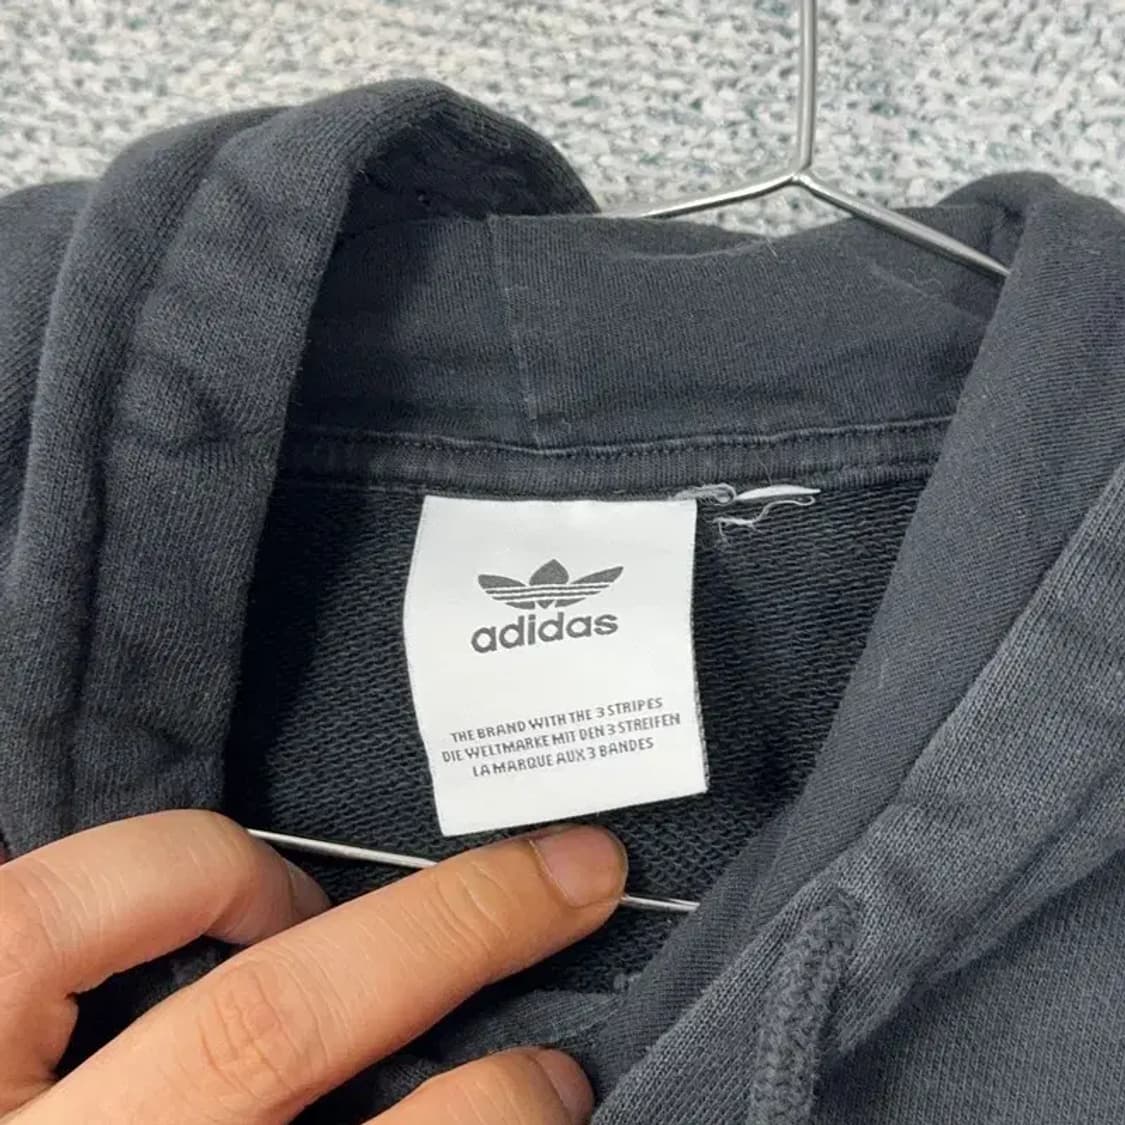 adidas
THE BRAND WITH THE 3 STRIPES
DIE WELTMARKE MIT DEN 3 STREIFEN
LA MARQUE AUX 3 BANDES